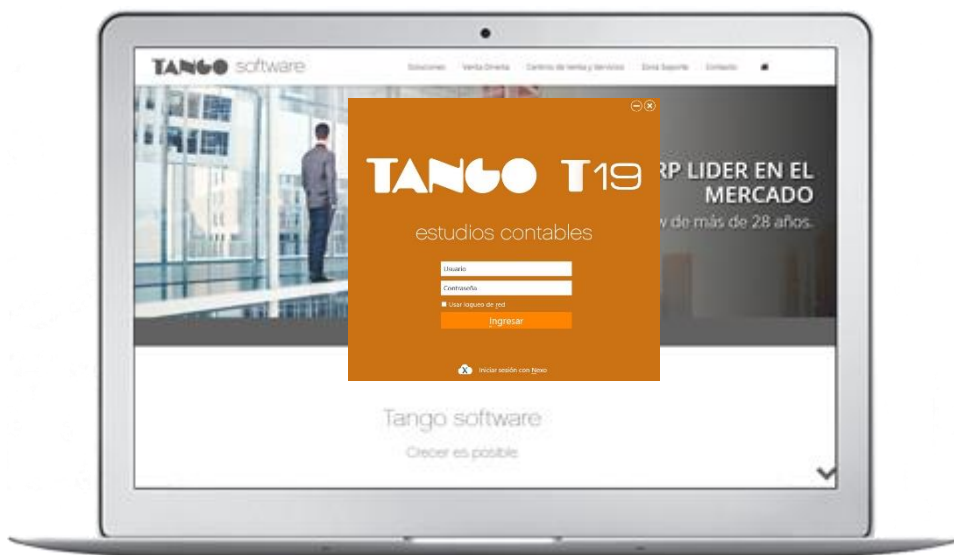 TANGO software
Soluciones Venta Directa Centros de Venta y Servicios Zona Soporte Contacto
TANGO T19
RP LIDER EN EL
MERCADO
w de más de 28 años.
estudios contables
Usuario
Contraseña
Usar logueo de red
Ingresar
Iniciar sesión con Nexo
Tango software
Crecer es posible